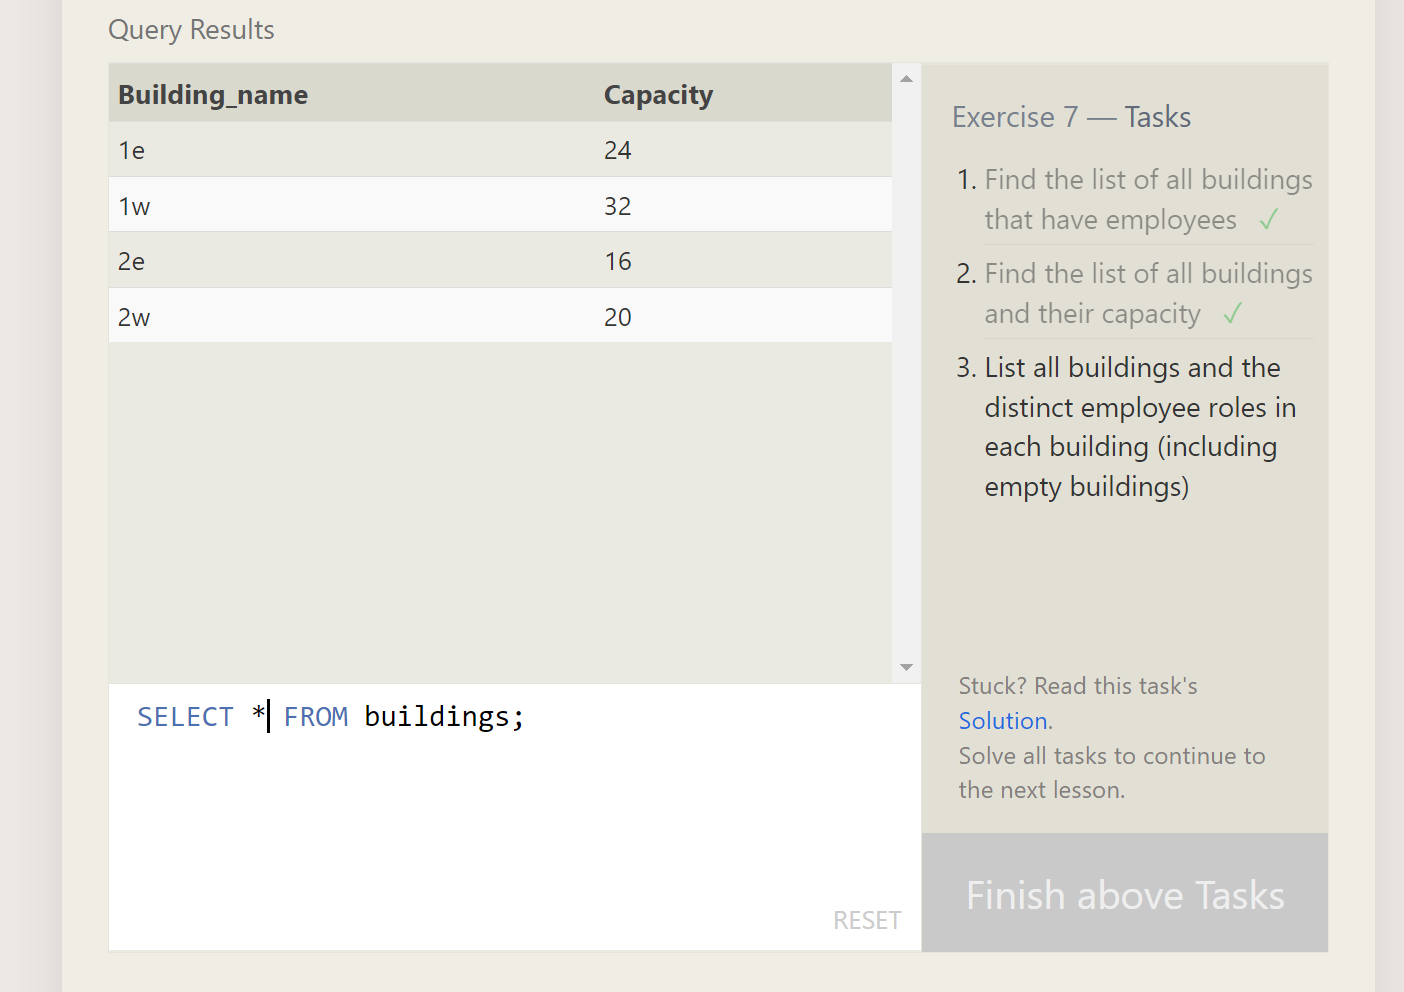 Query Results
Building_name Capacity
1e 24
1w 32
2e 16
2w 20
SELECT * FROM buildings;
RESET
Exercise 7 — Tasks
1. Find the list of all buildings
that have employees ✓
2. Find the list of all buildings
and their capacity ✓
3. List all buildings and the
distinct employee roles in
each building (including
empty buildings)
Stuck? Read this task's
Solution.
Solve all tasks to continue to
the next lesson.
Finish above Tasks